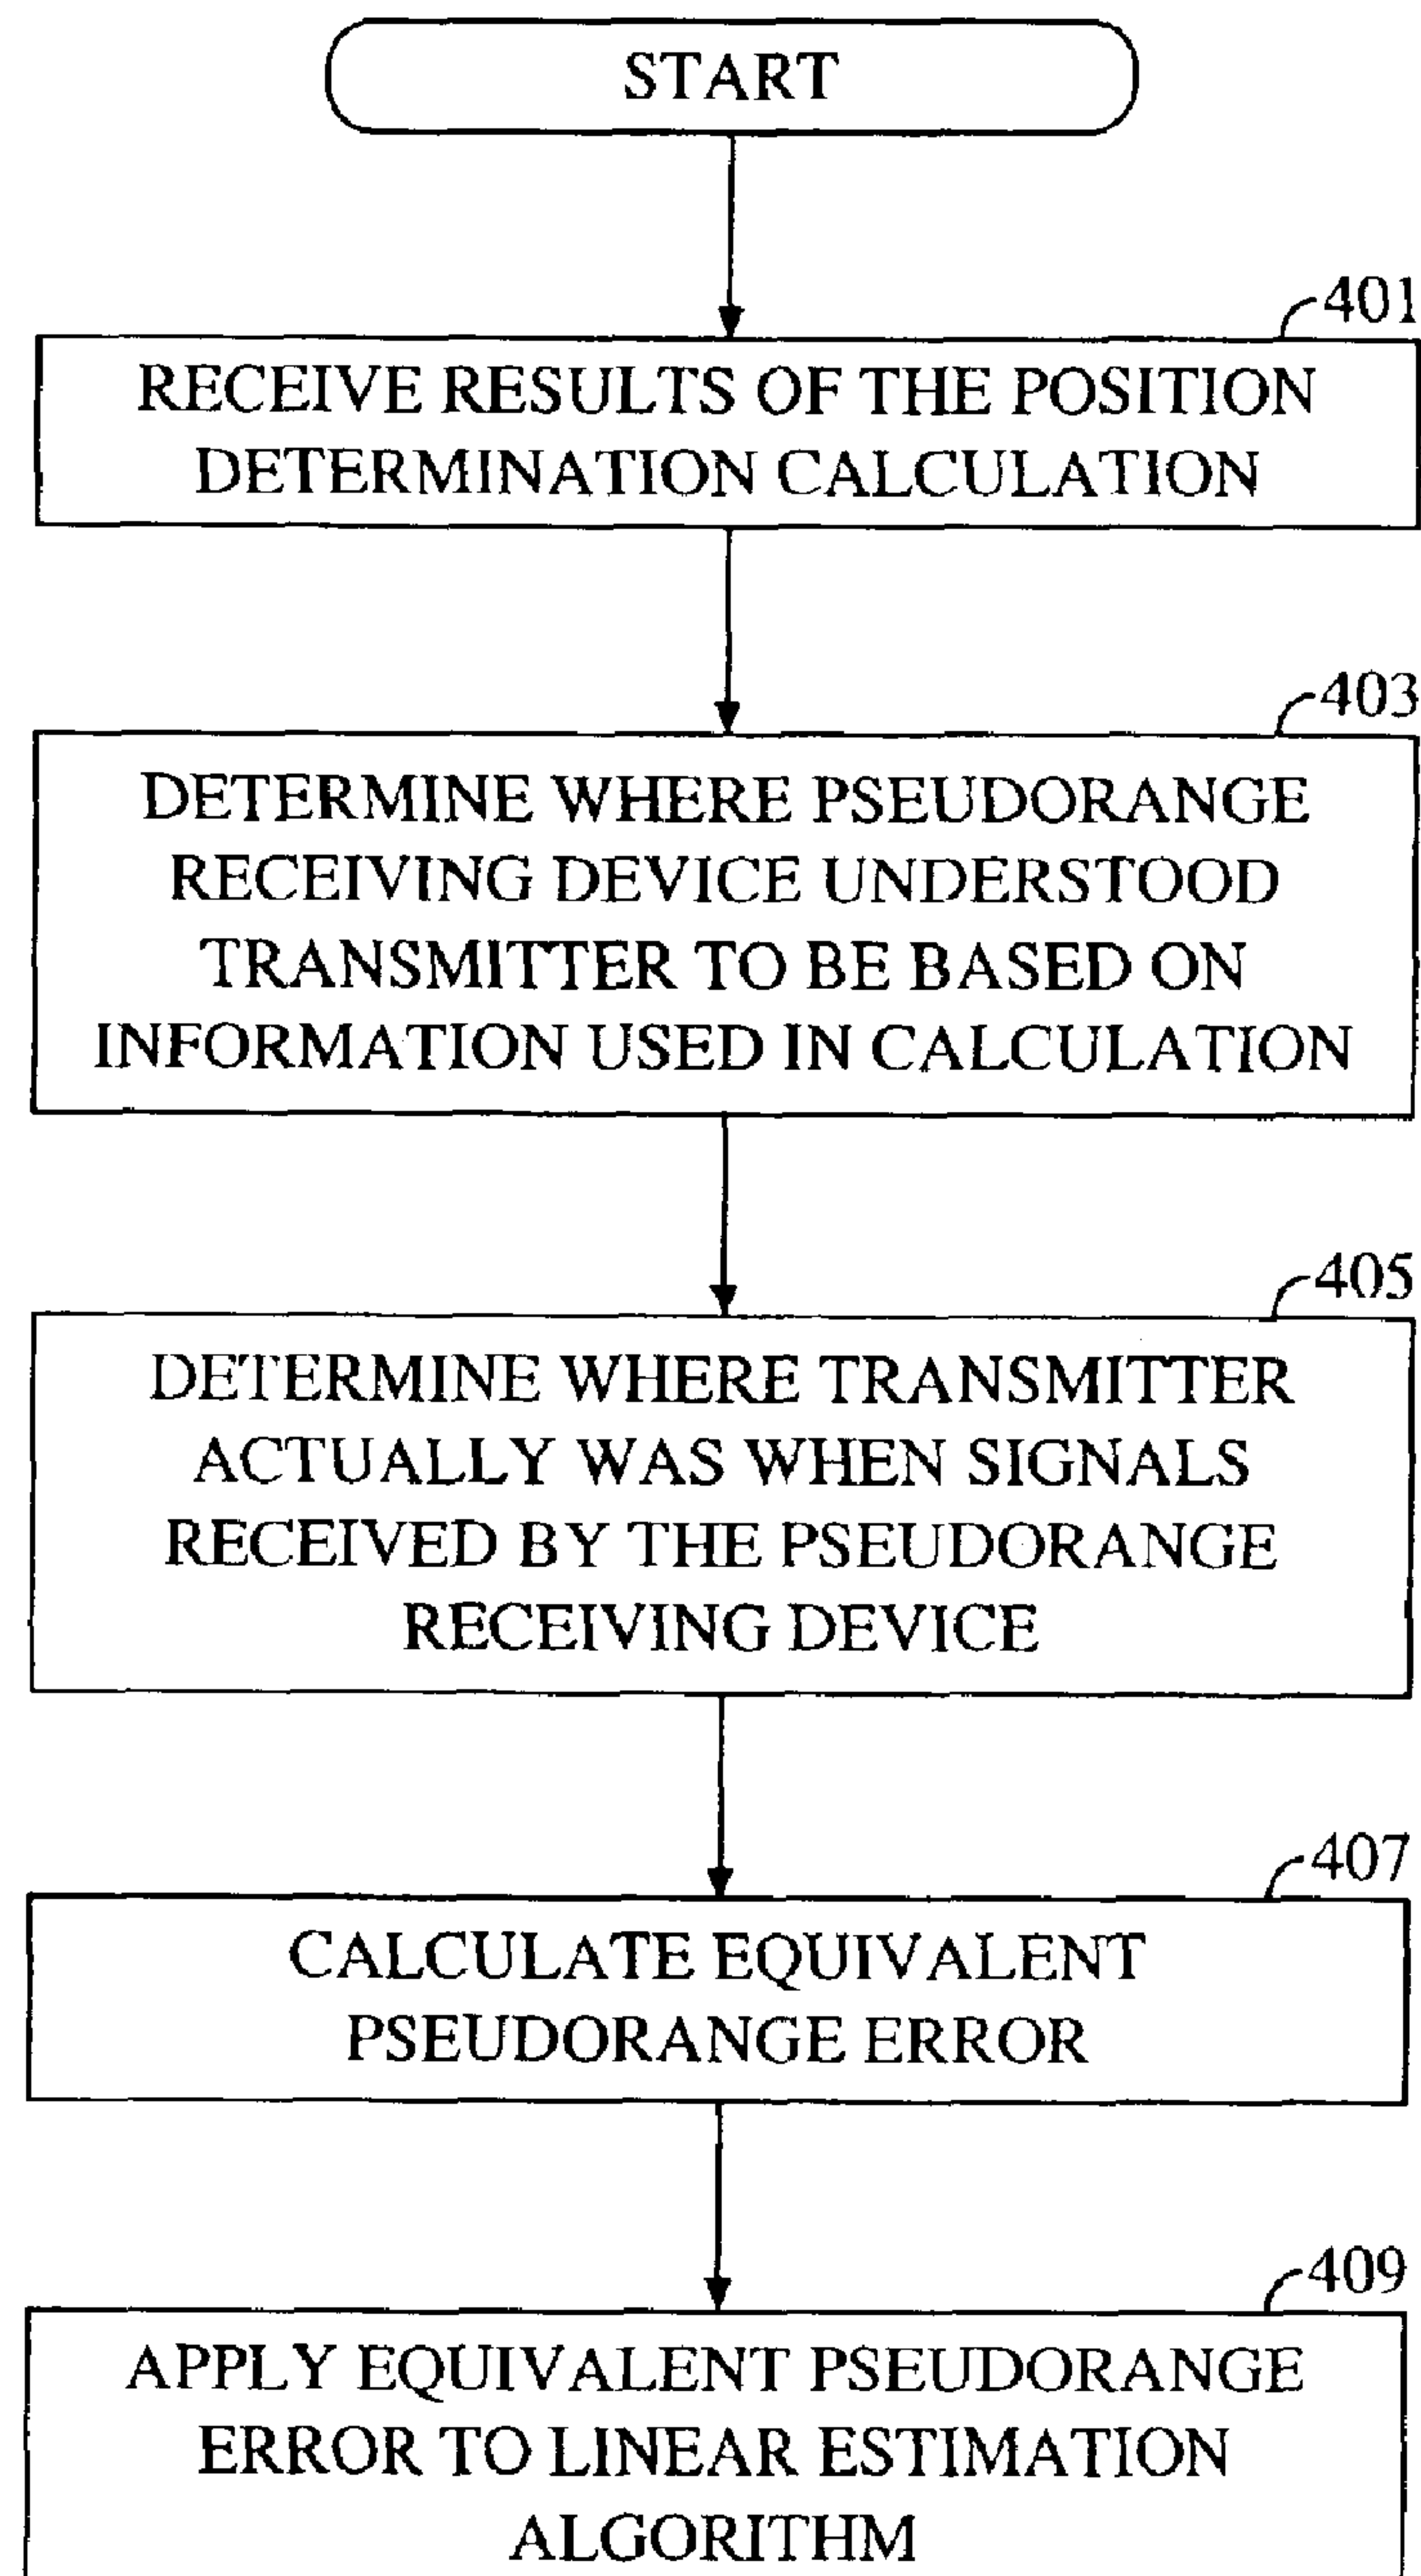 START
401
RECEIVE RESULTS OF THE POSITION
DETERMINATION CALCULATION
403
DETERMINE WHERE PSEUDORANGE
RECEIVING DEVICE UNDERSTOOD
TRANSMITTER TO BE BASED ON
INFORMATION USED IN CALCULATION
405
DETERMINE WHERE TRANSMITTER
ACTUALLY WAS WHEN SIGNALS
RECEIVED BY THE PSEUDORANGE
RECEIVING DEVICE
407
CALCULATE EQUIVALENT
PSEUDORANGE ERROR
409
APPLY EQUIVALENT PSEUDORANGE
ERROR TO LINEAR ESTIMATION
ALGORITHM